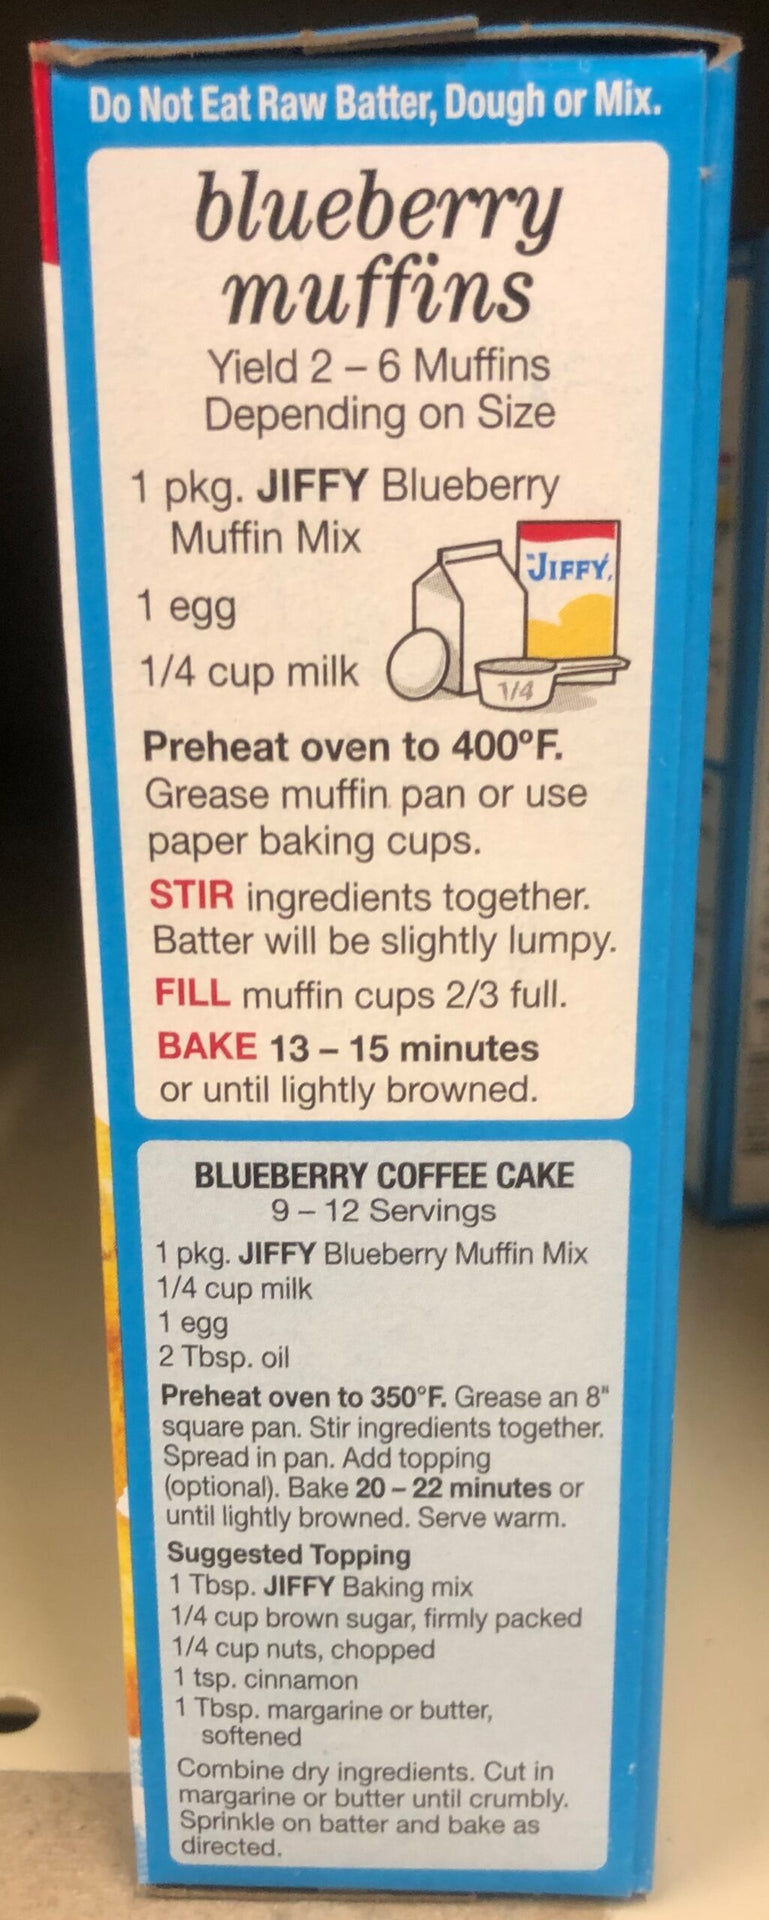 Do Not Eat Raw Batter, Dough or Mix.
blueberry
muffins
Yield 2 – 6 Muffins
Depending on Size
1 pkg. JIFFY Blueberry
Muffin Mix
1 egg
1/4 cup milk
"JIFFY"
1/4
Preheat oven to 400ºF.
Grease muffin pan or use
paper baking cups.
STIR ingredients together.
Batter will be slightly lumpy.
FILL muffin cups 2/3 full.
BAKE 13 – 15 minutes
or until lightly browned.
BLUEBERRY COFFEE CAKE
9 – 12 Servings
1 pkg. JIFFY Blueberry Muffin Mix
1/4 cup milk
1 egg
2 Tbsp. oil
Preheat oven to 350°F. Grease an 8"
square pan. Stir ingredients together.
Spread in pan. Add topping
(optional). Bake 20 – 22 minutes or
until lightly browned. Serve warm.
Suggested Topping
1 Tbsp. JIFFY Baking mix
1/4 cup brown sugar, firmly packed
1/4 cup nuts, chopped
1 tsp. cinnamon
1 Tbsp. margarine or butter,
softened
Combine dry ingredients. Cut in
margarine or butter until crumbly.
Sprinkle on batter and bake as
directed.